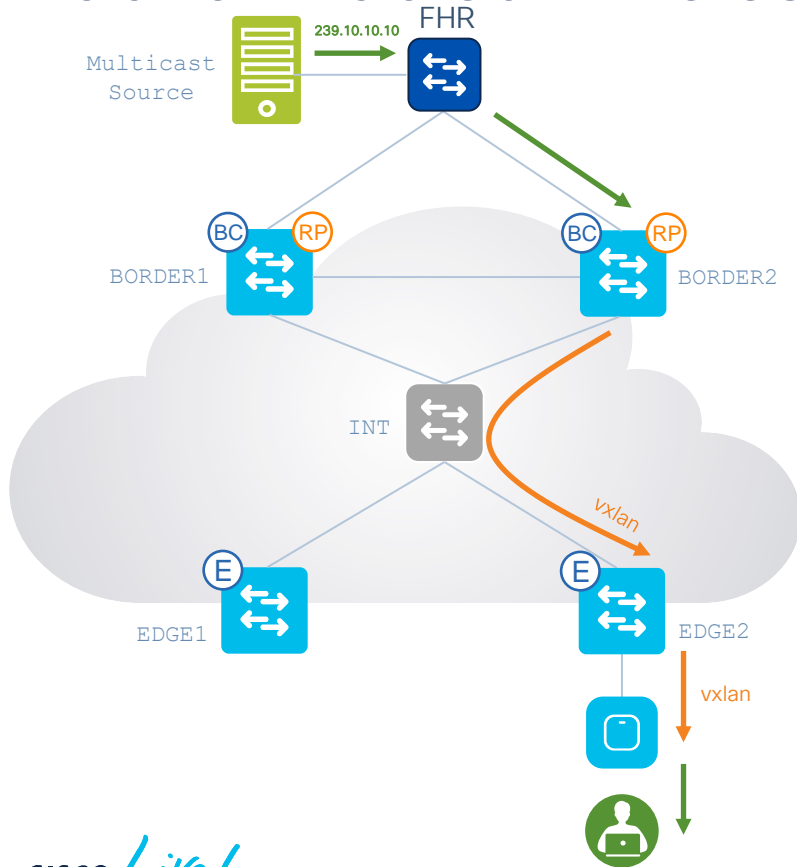 FHR
239.10.10.10
Multicast
Source
BC
RP
BC
RP
BORDER1
BORDER2
INT
vxlan
E
E
EDGE1
EDGE2
vxlan